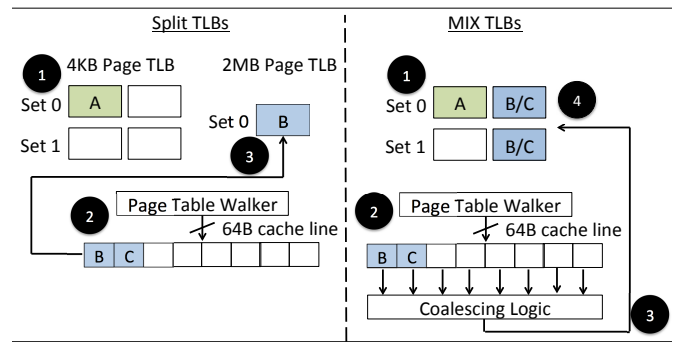 Split TLBs
1
4KB Page TLB
2MB Page TLB
Set 0
A
Set 1
Set 0
B
3
2
Page Table Walker
64B cache line
B C
MIX TLBs
1
Set 0
A
B/C
4
Set 1
B/C
2
Page Table Walker
64B cache line
B C
Coalescing Logic
3